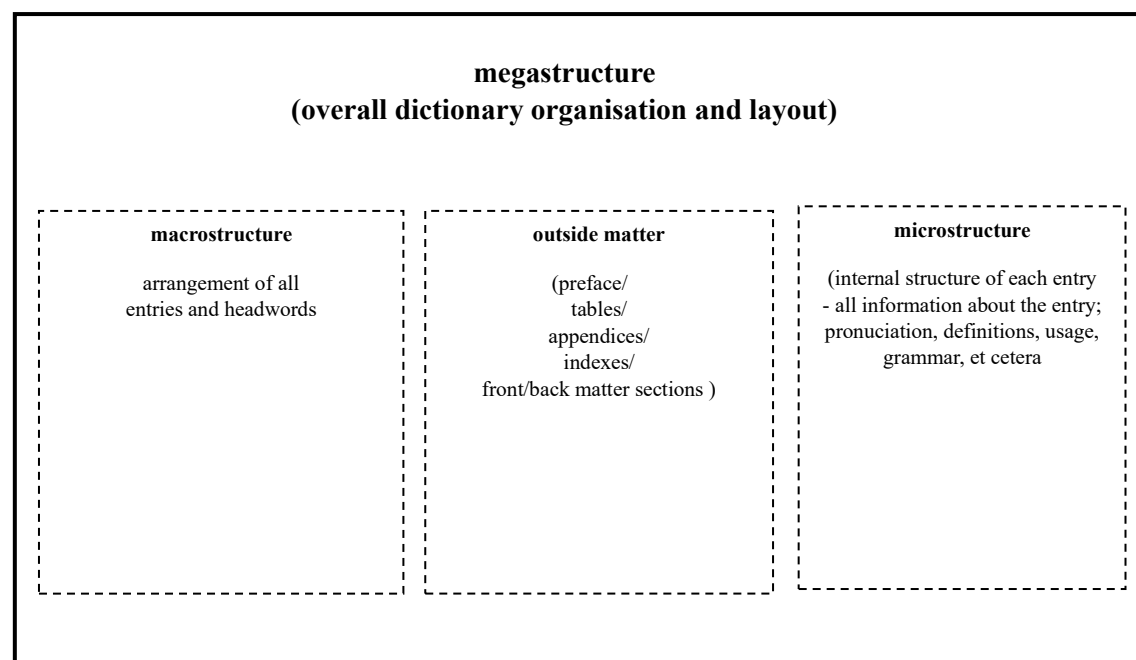 megastructure
(overall dictionary organisation and layout)
macrostructure
arrangement of all
entries and headwords
outside matter
(preface/
tables/
appendices/
indexes/
front/back matter sections )
microstructure
(internal structure of each entry
- all information about the entry;
pronuciation, definitions, usage,
grammar, et cetera